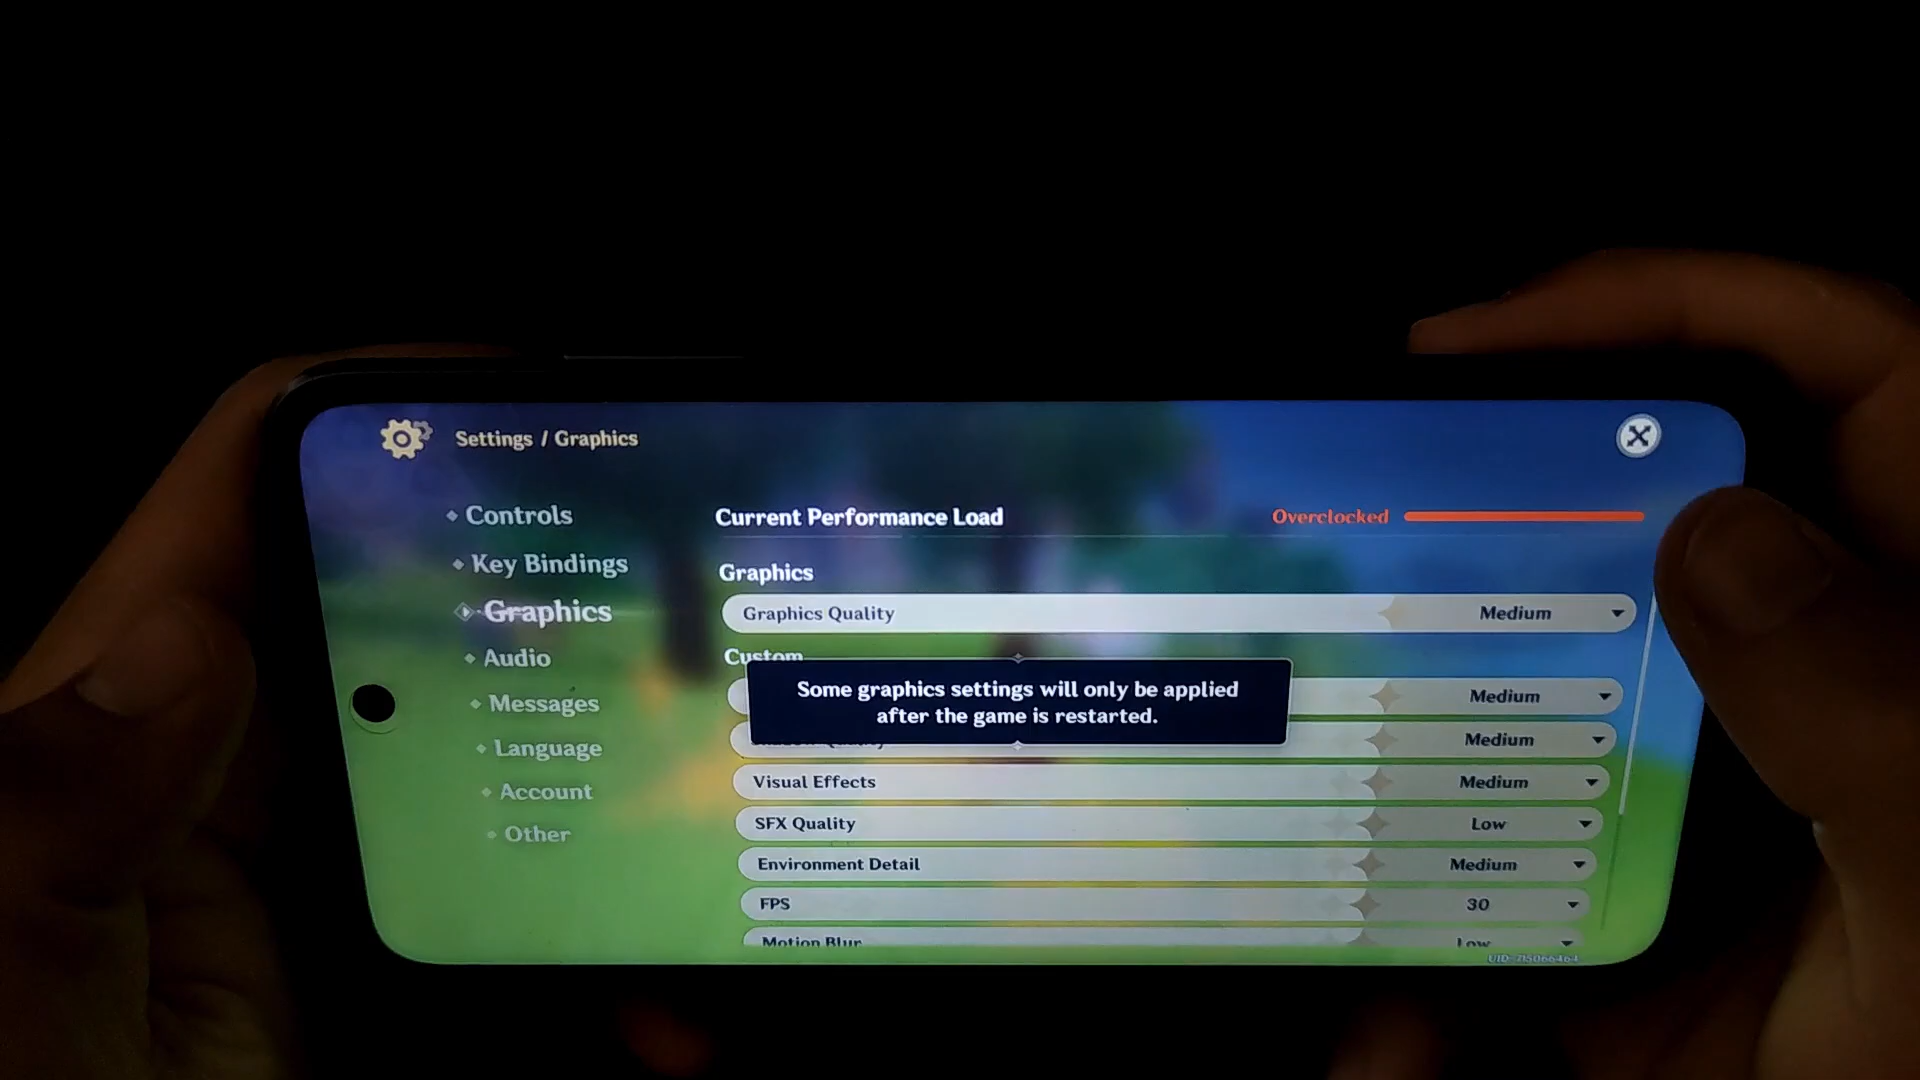 Settings / Graphics
Controls
Key Bindings
Graphics
Audio
Messages
Language
Account
Other
Current Performance Load
Overclocked
Graphics
Graphics Quality
Medium
Custom
Some graphics settings will only be applied
after the game is restarted.
Medium
Medium
Visual Effects
Medium
SFX Quality
Low
Environment Detail
Medium
FPS
30
Motion Blur
Low
UID: 715066464